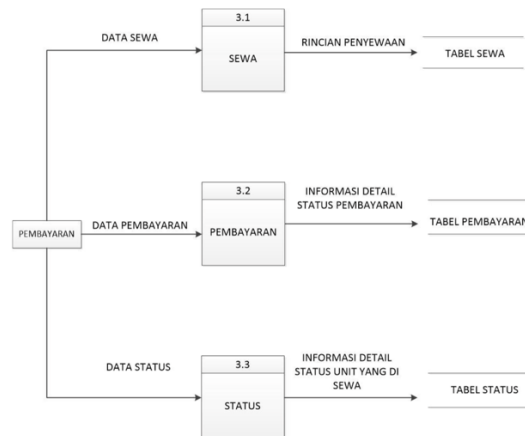 3.1
DATA SEWA
SEWA
RINCIAN PENYEWAAN
TABEL SEWA
3.2
PEMBAYARAN
DATA PEMBAYARAN
PEMBAYARAN
INFORMASI DETAIL
STATUS PEMBAYARAN
TABEL PEMBAYARAN
3.3
DATA STATUS
STATUS
INFORMASI DETAIL
STATUS UNIT YANG DI
SEWA
TABEL STATUS